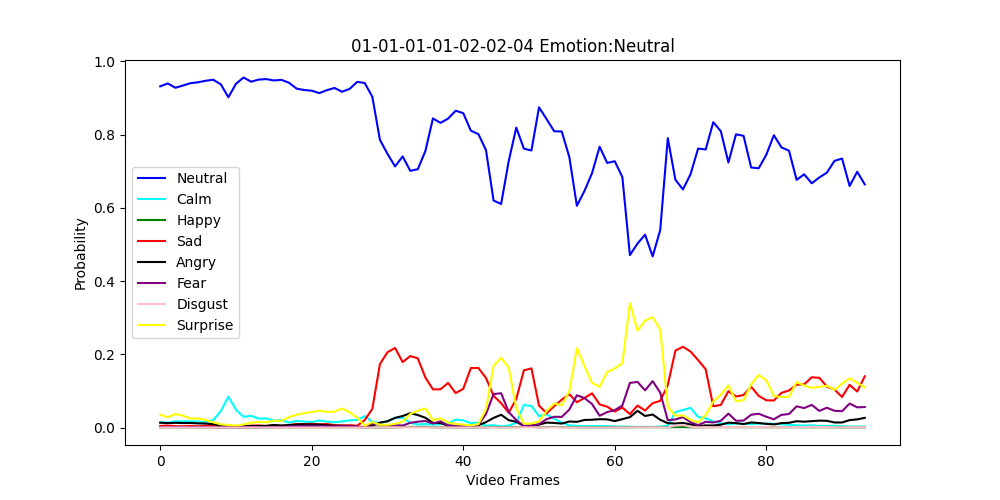 01-01-01-01-02-02-04 Emotion:Neutral
1.0
0.8
0.6
0.4
0.2
0.0
Probability
Neutral
Calm
Happy
Sad
Angry
Fear
Disgust
Surprise
0 20 40 60 80
Video Frames